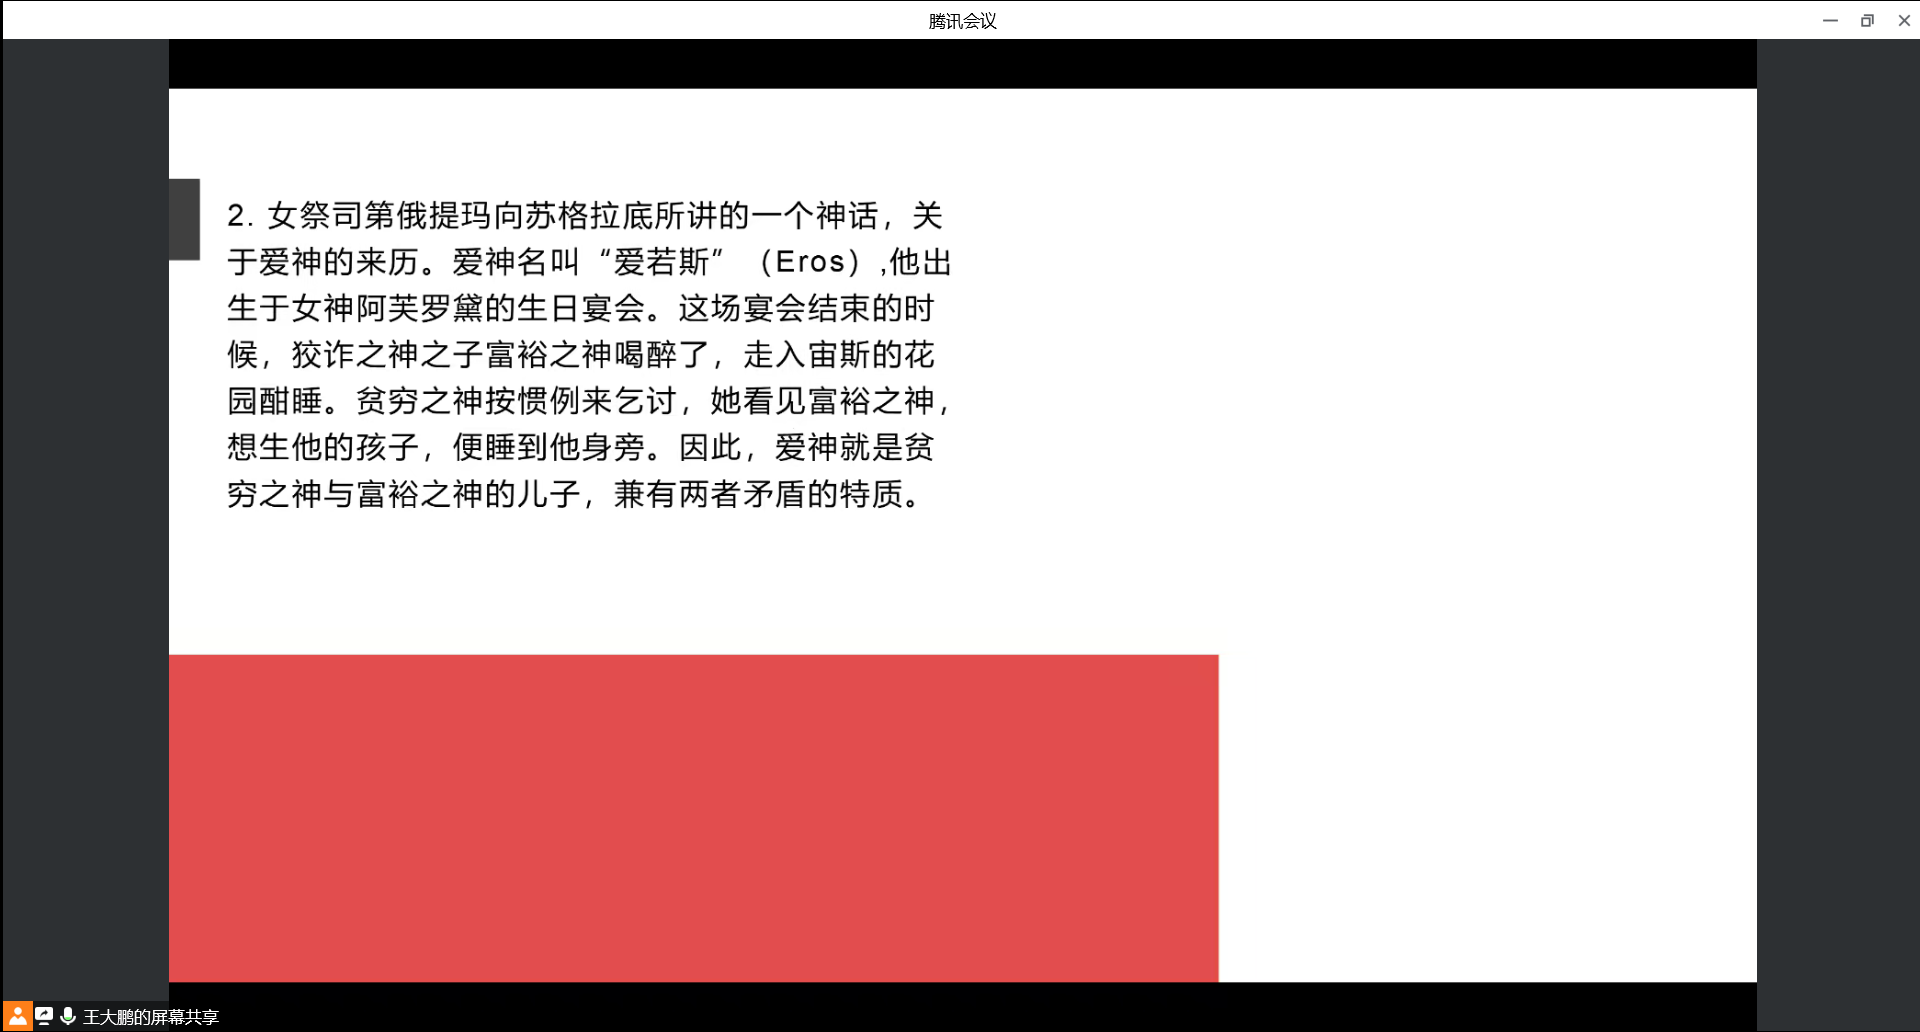 腾讯会议
2. 女祭司第俄提玛向苏格拉底所讲的一个神话，关
于爱神的来历。爱神名叫“爱若斯”（Eros）,他出
生于女神阿芙罗黛的生日宴会。这场宴会结束的时
候，狡诈之神之子富裕之神喝醉了，走入宙斯的花
园酣睡。贫穷之神按惯例来乞讨，她看见富裕之神，
想生他的孩子，便睡到他身旁。因此，爱神就是贫
穷之神与富裕之神的儿子，兼有两者矛盾的特质。
王大鹏的屏幕共享